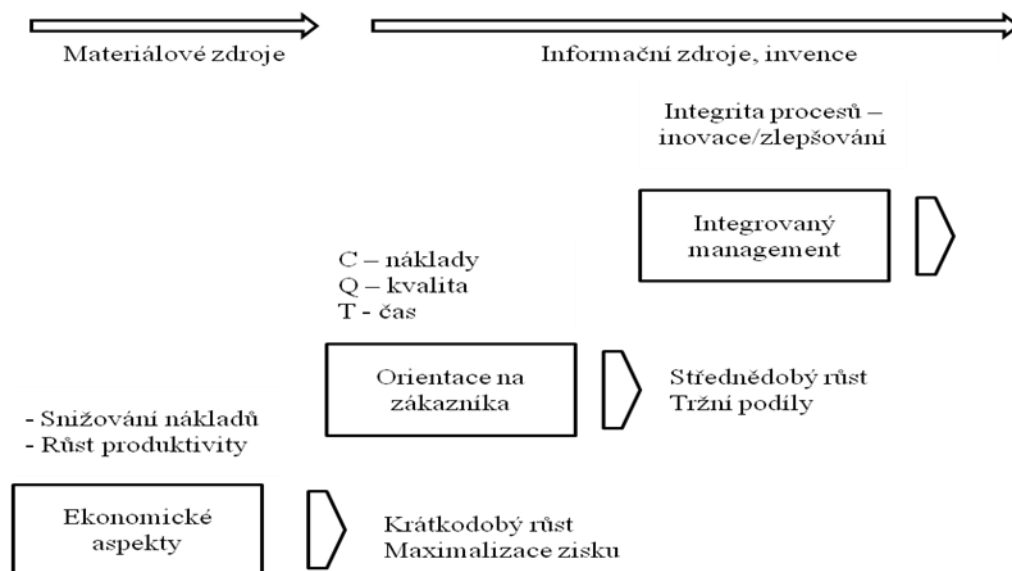 Materiálové zdroje
Informační zdroje, invence
Integrita procesů –
inovace/zlepšování
Integrovaný
management
C – náklady
Q – kvalita
T - čas
Orientace na
zákazníka
Střednědobý růst
Tržní podíly
- Snižování nákladů
- Růst produktivity
Ekonomické
aspekty
Krátkodobý růst
Maximalizace zisku